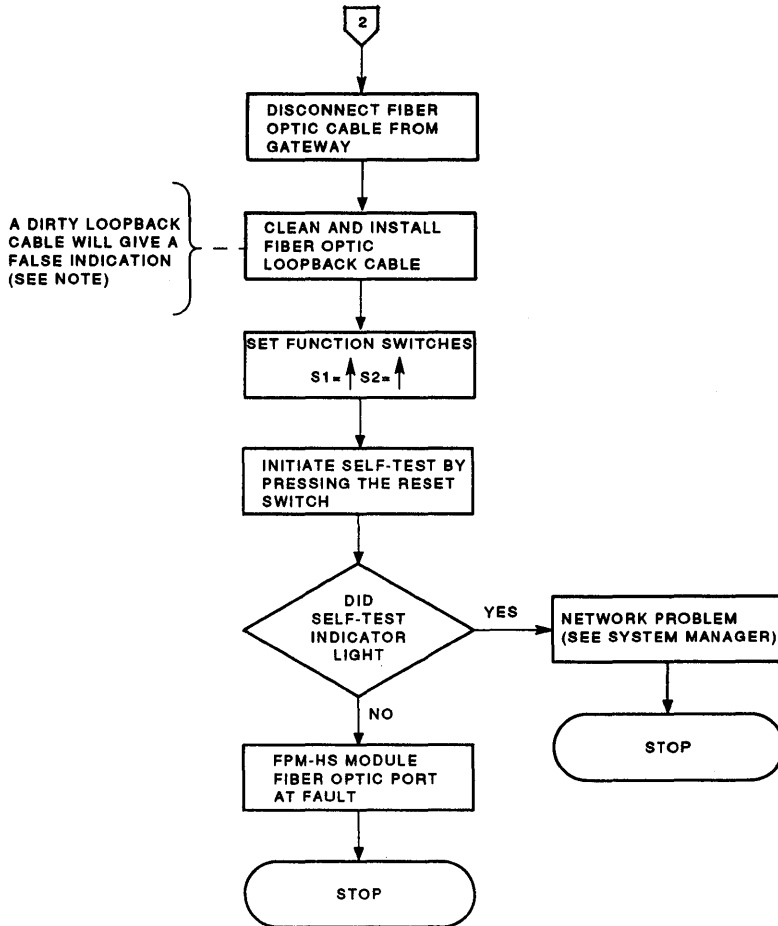 2
DISCONNECT FIBER
OPTIC CABLE FROM
GATEWAY
A DIRTY LOOPBACK
CABLE WILL GIVE A
FALSE INDICATION
(SEE NOTE)
CLEAN AND INSTALL
FIBER OPTIC
LOOPBACK CABLE
SET FUNCTION SWITCHES
S1=↑ S2=↑
INITIATE SELF-TEST BY
PRESSING THE RESET
SWITCH
DID
SELF-TEST
INDICATOR
LIGHT
YES
NETWORK PROBLEM
(SEE SYSTEM MANAGER)
STOP
NO
FPM-HS MODULE
FIBER OPTIC PORT
AT FAULT
STOP